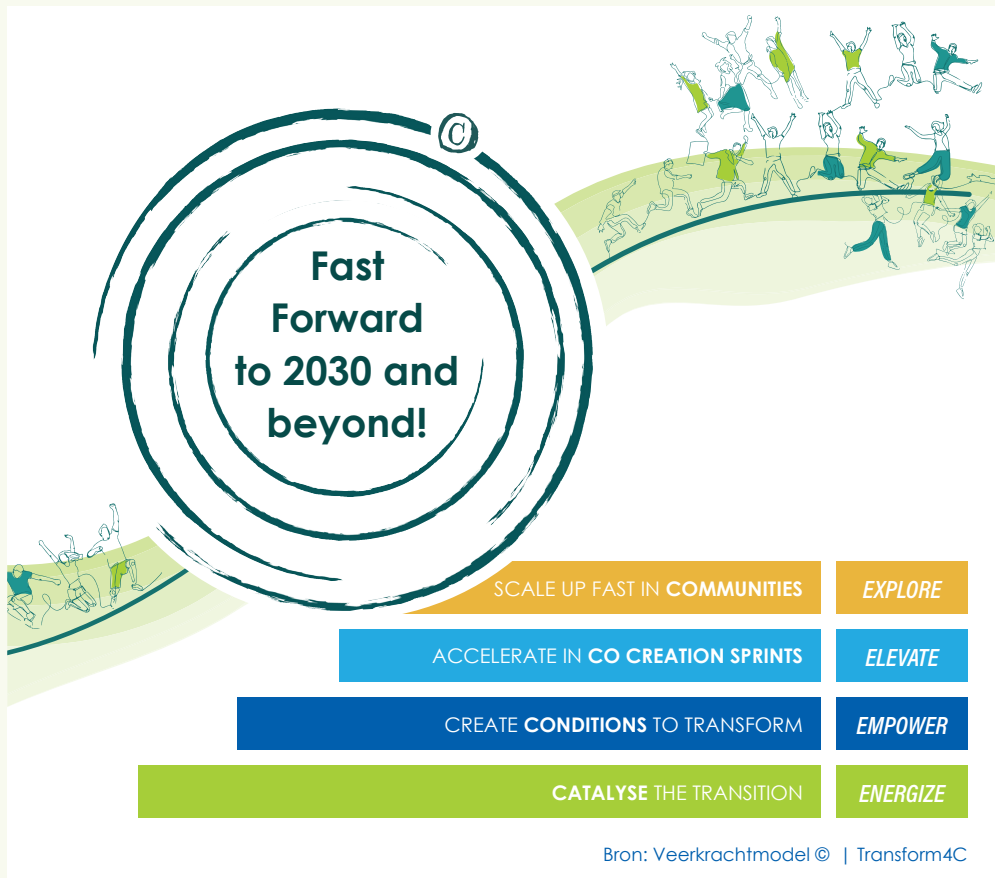 C
Fast
Forward
to 2030 and
beyond!
SCALE UP FAST IN COMMUNITIES EXPLORE
ACCELERATE IN CO CREATION SPRINTS ELEVATE
CREATE CONDITIONS TO TRANSFORM EMPOWER
CATALYSE THE TRANSITION ENERGIZE
Bron: Veerkrachtmodel © | Transform4C